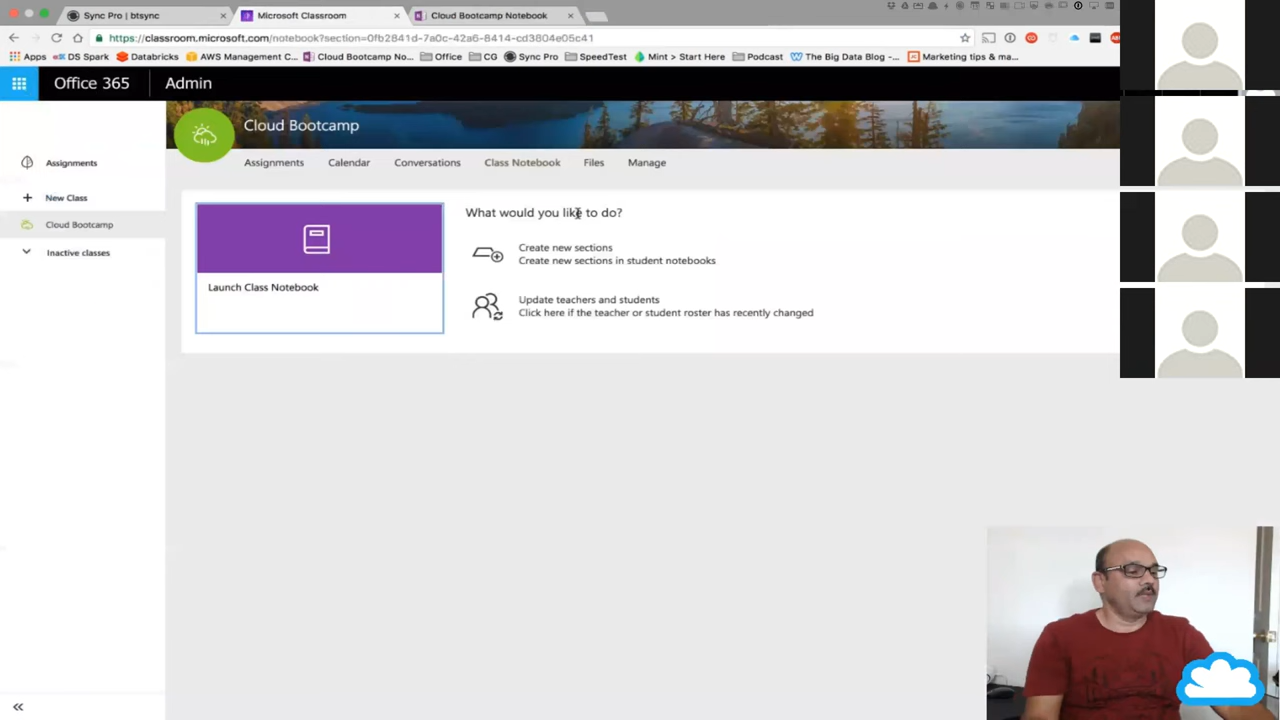 Sync Pro | btsync
Microsoft Classroom
Cloud Bootcamp Notebook
https://classroom.microsoft.com/notebook?section=0fb2841d-7a0c-42a6-8414-cd3804e05c41
Apps DS Spark Databricks AWS Management C... Cloud Bootcamp No... Office CG Sync Pro SpeedTest Mint > Start Here Podcast The Big Data Blog -... Marketing tips & ma...
Office 365 Admin
Cloud Bootcamp
Assignments Calendar Conversations Class Notebook Files Manage
Assignments
New Class
Cloud Bootcamp
Inactive classes
Launch Class Notebook
What would you like to do?
Create new sections
Create new sections in student notebooks
Update teachers and students
Click here if the teacher or student roster has recently changed